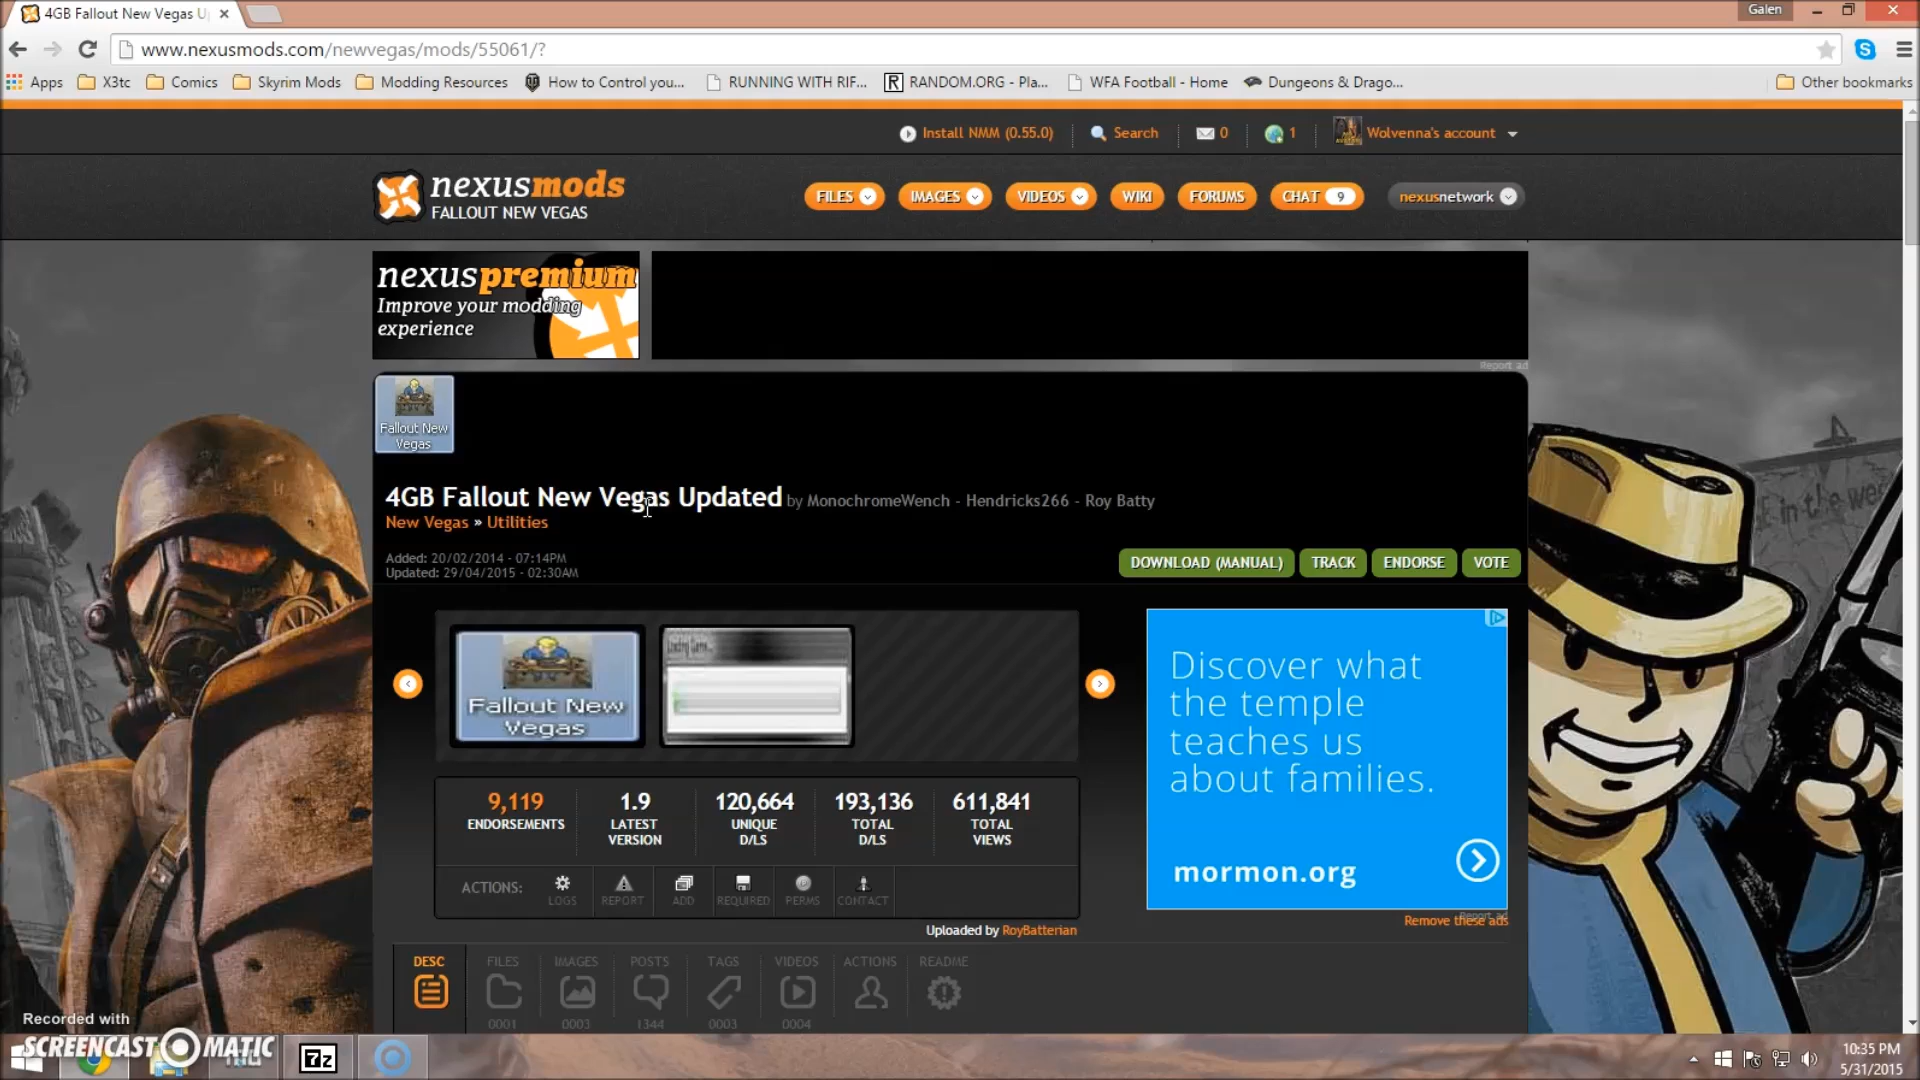 4GB Fallout New Vegas U
Galen
www.nexusmods.com/newvegas/mods/55061/?
Apps X3tc Comics Skyrim Mods Modding Resources How to Control you... RUNNING WITH RIF... RANDOM.ORG - Pla... WFA Football - Home Dungeons & Drago... Other bookmarks
Install NMM (0.55.0) Search 0 1 Wolvenna's account
nexusmods
FALLOUT NEW VEGAS
FILES IMAGES VIDEOS WIKI FORUMS CHAT 9 nexusnetwork
nexuspremium
Improve your modding
experience
Report ad
Fallout New
Vegas
4GB Fallout New Vegas Updated by MonochromeWench - Hendricks266 - Roy Batty
New Vegas » Utilities
Added: 20/02/2014 - 07:14PM
Updated: 29/04/2015 - 02:30AM
DOWNLOAD (MANUAL) TRACK ENDORSE VOTE
Fallout New
Vegas
Discover what
the temple
teaches us
about families.
mormon.org
Report ad
Remove these ads
9,119 1.9 120,664 193,136 611,841
ENDORSEMENTS LATEST UNIQUE TOTAL TOTAL
VERSION D/LS D/LS VIEWS
ACTIONS: LOGS REPORT ADD REQUIRED PERMS CONTACT
Uploaded by RoyBatterian
DESC FILES IMAGES POSTS TAGS VIDEOS ACTIONS README
0001 0003 1344 0003 0004
Recorded with
SCREENCAST MATIC
7z
10:35 PM
5/31/2015